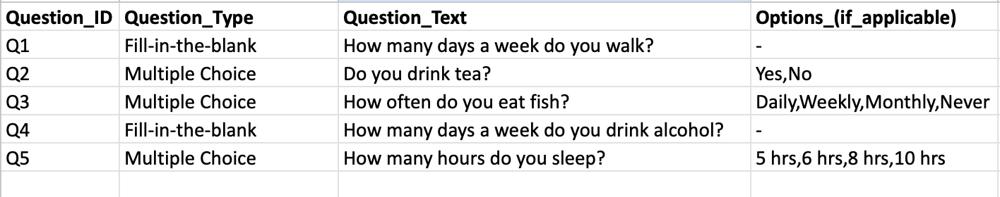 Question_ID Question_Type Question_Text Options_(if_applicable)
Q1 Fill-in-the-blank How many days a week do you walk? -
Q2 Multiple Choice Do you drink tea? Yes,No
Q3 Multiple Choice How often do you eat fish? Daily,Weekly,Monthly,Never
Q4 Fill-in-the-blank How many days a week do you drink alcohol? -
Q5 Multiple Choice How many hours do you sleep? 5 hrs,6 hrs,8 hrs,10 hrs